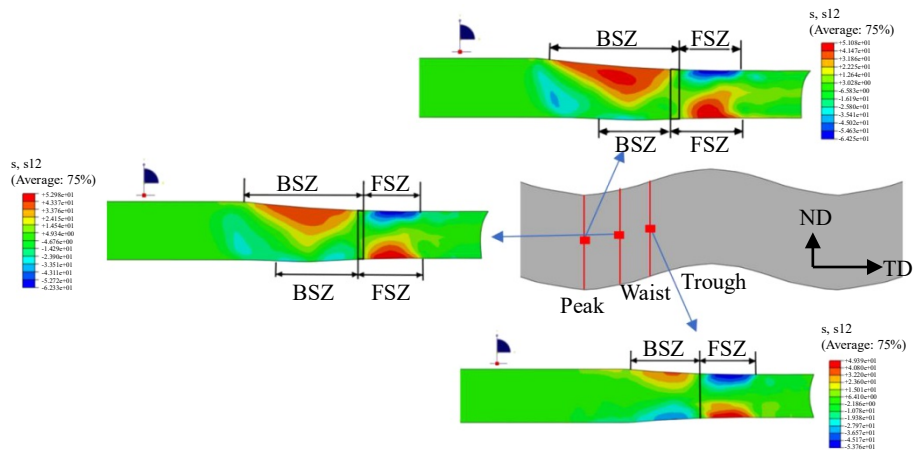 s, s12
(Average: 75%)
+5.108e+01
+4.147e+01
+3.186e+01
+2.225e+01
+1.264e+01
+3.028e+00
-6.583e+00
-1.619e+01
-2.580e+01
-3.541e+01
-4.502e+01
-5.463e+01
-6.425e+01
BSZ
FSZ
BSZ
FSZ
s, s12
(Average: 75%)
+5.298e+01
+4.337e+01
+3.376e+01
+2.415e+01
+1.454e+01
+4.934e+00
-4.676e+00
-1.429e+01
-2.390e+01
-3.351e+01
-4.311e+01
-5.272e+01
-6.233e+01
BSZ
FSZ
BSZ
FSZ
ND
TD
Peak
Waist
Trough
BSZ
FSZ
s, s12
(Average: 75%)
+4.939e+01
+4.080e+01
+3.220e+01
+2.360e+01
+1.501e+01
+6.410e+00
-2.186e+00
-1.078e+01
-1.938e+01
-2.797e+01
-3.657e+01
-4.517e+01
-5.376e+01